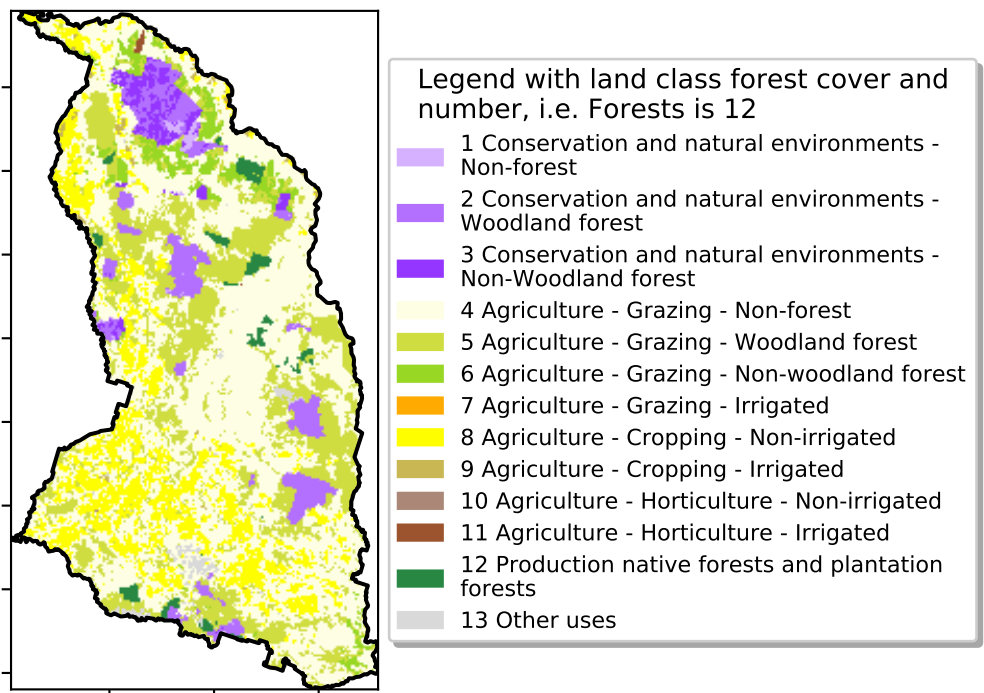 Legend with land class forest cover and
number, i.e. Forests is 12
1 Conservation and natural environments -
Non-forest
2 Conservation and natural environments -
Woodland forest
3 Conservation and natural environments -
Non-Woodland forest
4 Agriculture - Grazing - Non-forest
5 Agriculture - Grazing - Woodland forest
6 Agriculture - Grazing - Non-woodland forest
7 Agriculture - Grazing - Irrigated
8 Agriculture - Cropping - Non-irrigated
9 Agriculture - Cropping - Irrigated
10 Agriculture - Horticulture - Non-irrigated
11 Agriculture - Horticulture - Irrigated
12 Production native forests and plantation
forests
13 Other uses